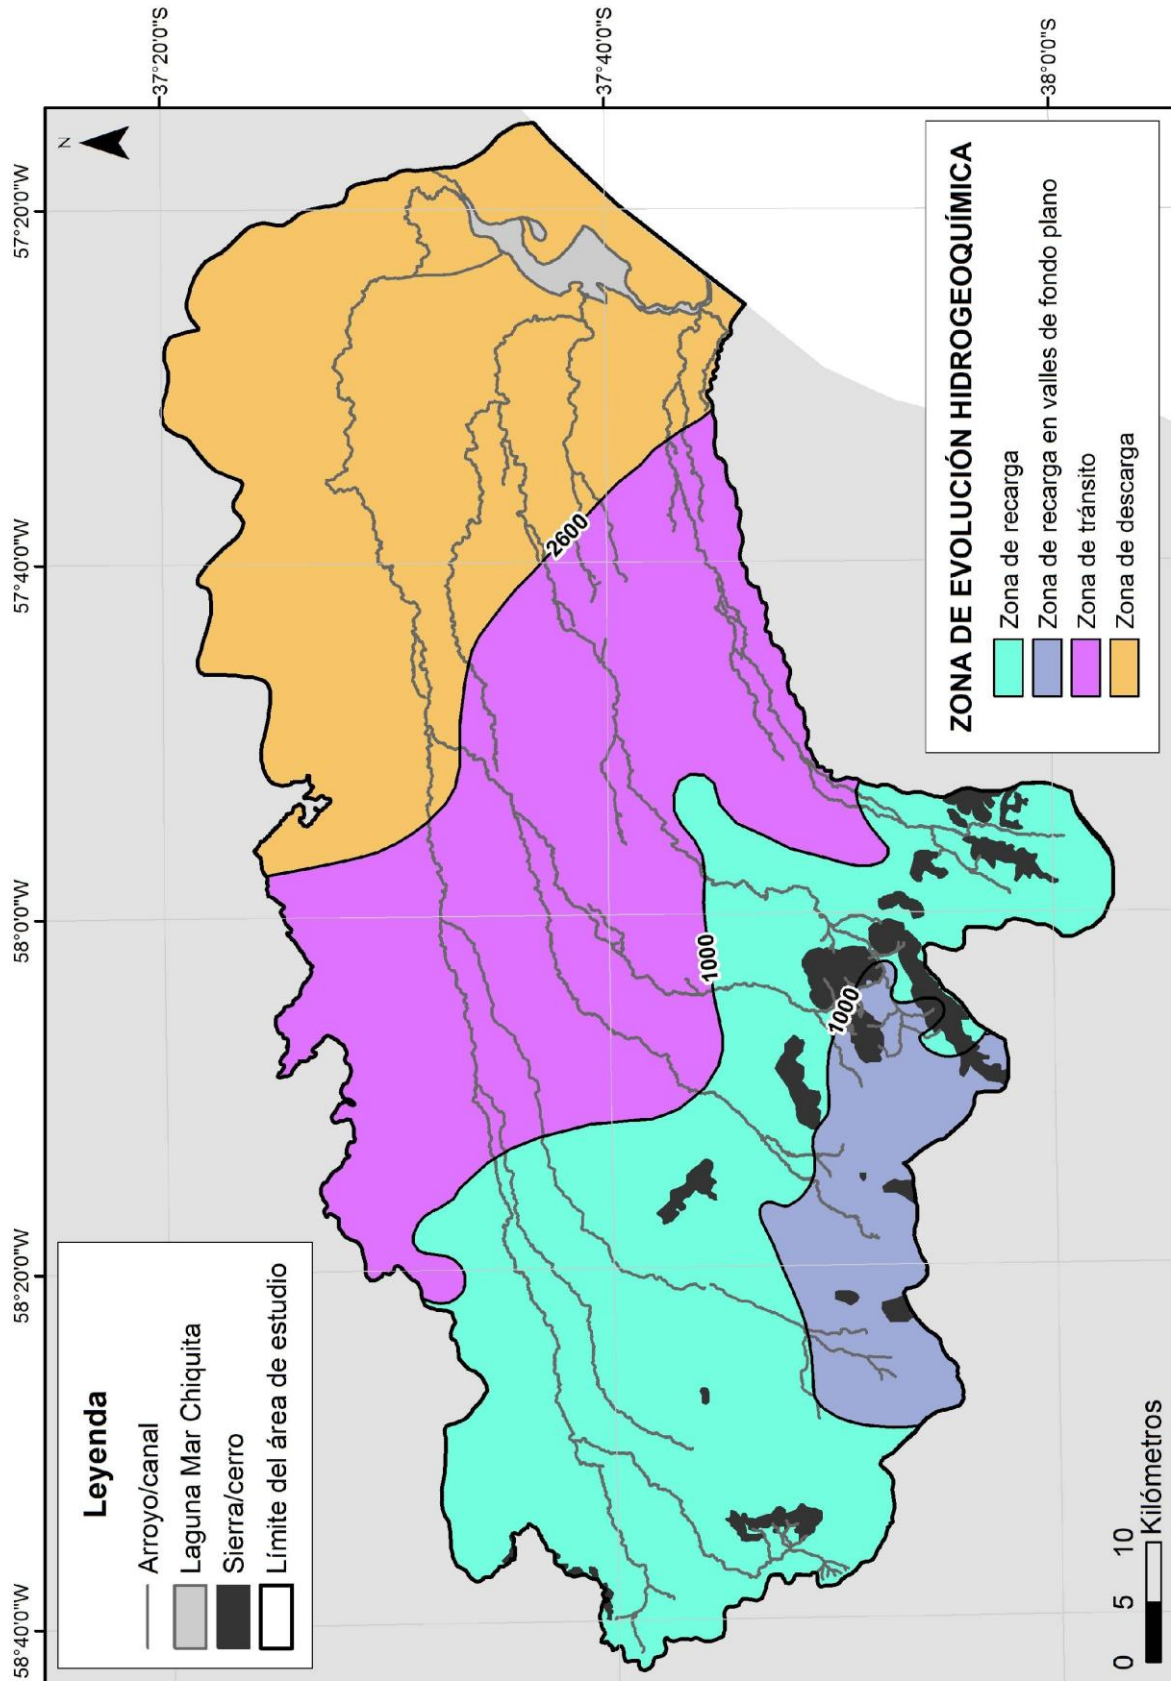 58°40'0"W
58°20'0"W
58°0'0"W
57°40'0"W
57°20'0"W
37°20'0"S
37°40'0"S
38°0'0"S
N
Leyenda
Arroyo/canal
Laguna Mar Chiquita
Sierra/cerro
Límite del área de estudio
2600
1000
1000
0 5 10
Kilómetros
ZONA DE EVOLUCIÓN HIDROGEOQUÍMICA
Zona de recarga
Zona de recarga en valles de fondo plano
Zona de tránsito
Zona de descarga